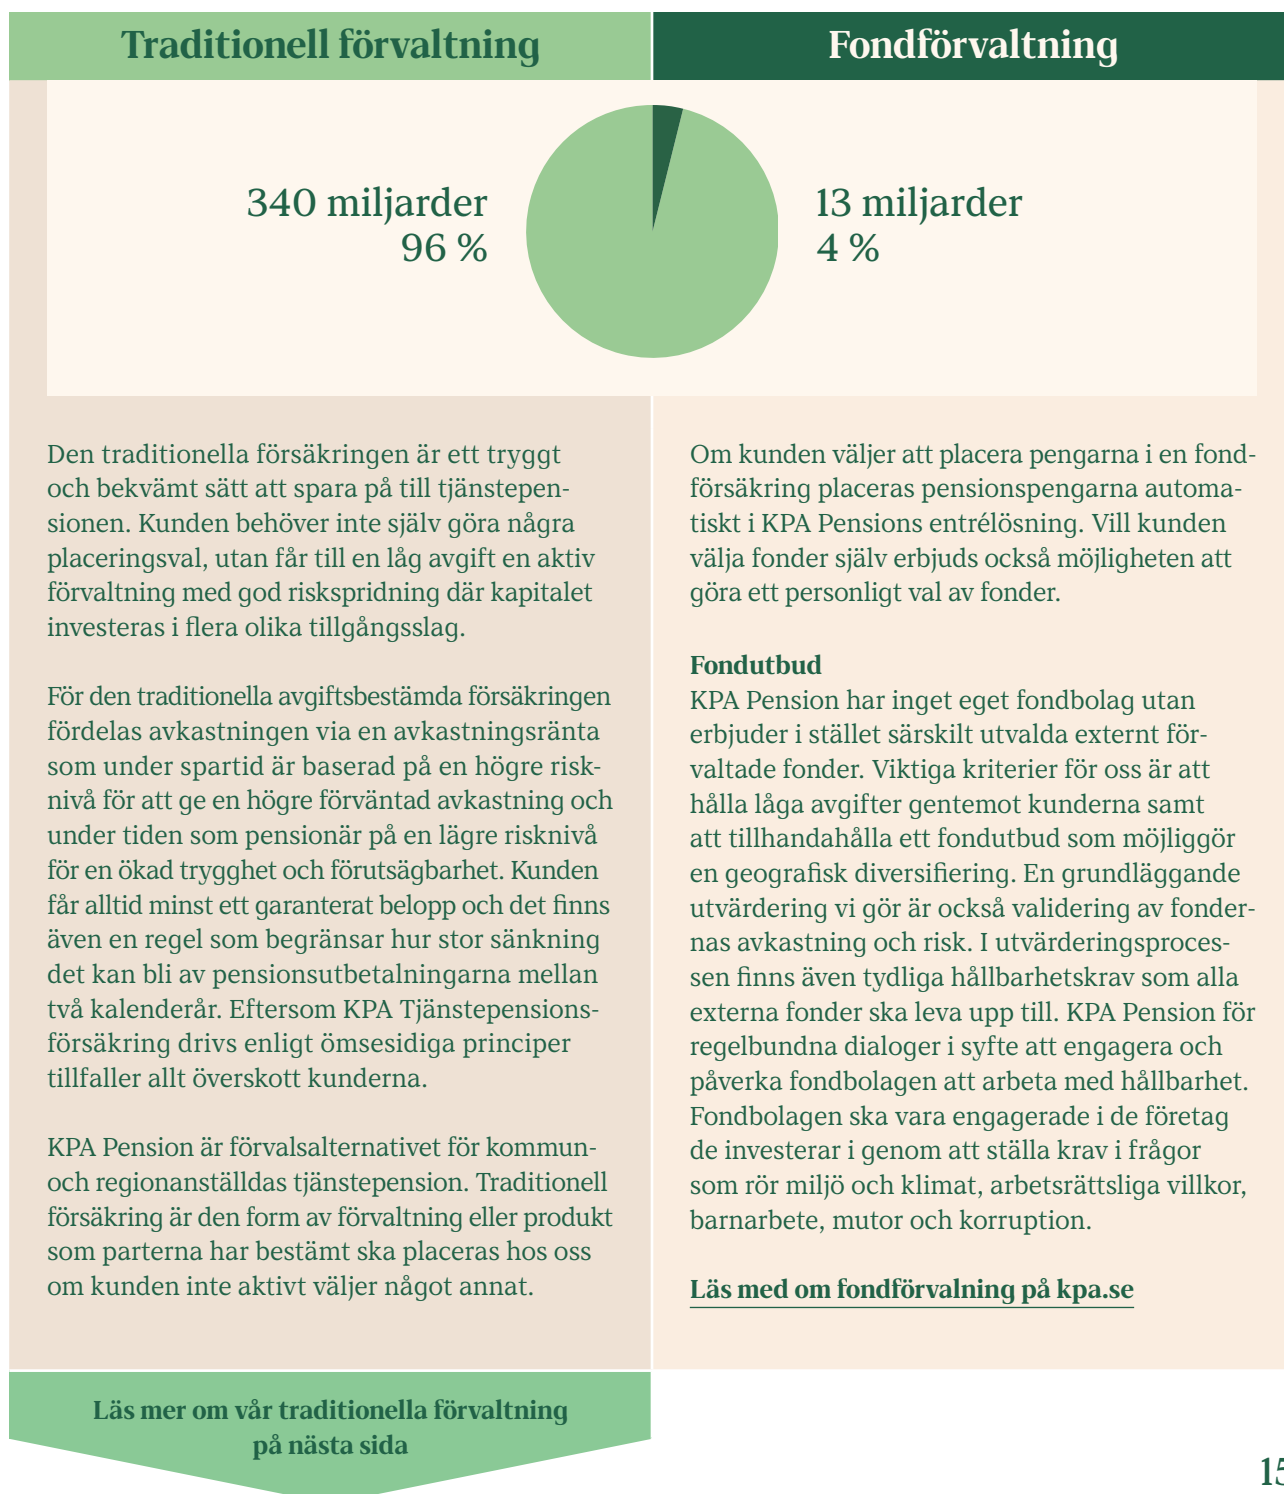 Traditionell förvaltning
Fondförvaltning
340 miljarder
96 %
13 miljarder
4 %
Den traditionella försäkringen är ett tryggt
och bekvämt sätt att spara på till tjänstepen-
sionen. Kunden behöver inte själv göra några
placeringsval, utan får till en låg avgift en aktiv
förvaltning med god riskspridning där kapitalet
investeras i flera olika tillgångsslag.
För den traditionella avgiftsbestämda försäkringen
fördelas avkastningen via en avkastningsränta
som under spartid är baserad på en högre risk-
nivå för att ge en högre förväntad avkastning och
under tiden som pensionär på en lägre risknivå
för en ökad trygghet och förutsägbarhet. Kunden
får alltid minst ett garanterat belopp och det finns
även en regel som begränsar hur stor sänkning
det kan bli av pensionsutbetalningarna mellan
två kalenderår. Eftersom KPA Tjänstepensions-
försäkring drivs enligt ömsesidiga principer
tillfaller allt överskott kunderna.
KPA Pension är förvalsalternativet för kommun-
och regionanställdas tjänstepension. Traditionell
försäkring är den form av förvaltning eller produkt
som parterna har bestämt ska placeras hos oss
om kunden inte aktivt väljer något annat.
Om kunden väljer att placera pengarna i en fond-
försäkring placeras pensionspengarna automa-
tiskt i KPA Pensions entrélösning. Vill kunden
välja fonder själv erbjuds också möjligheten att
göra ett personligt val av fonder.
Fondutbud
KPA Pension har inget eget fondbolag utan
erbjuder i stället särskilt utvalda externt för-
valtade fonder. Viktiga kriterier för oss är att
hålla låga avgifter gentemot kunderna samt
att tillhandahålla ett fondutbud som möjliggör
en geografisk diversifiering. En grundläggande
utvärdering vi gör är också validering av fonder-
nas avkastning och risk. I utvärderingsproces-
sen finns även tydliga hållbarhetskrav som alla
externa fonder ska leva upp till. KPA Pension för
regelbundna dialoger i syfte att engagera och
påverka fondbolagen att arbeta med hållbarhet.
Fondbolagen ska vara engagerade i de företag
de investerar i genom att ställa krav i frågor
som rör miljö och klimat, arbetsrättsliga villkor,
barnarbete, mutor och korruption.
Läs med om fondförvalning på kpa.se
Läs mer om vår traditionella förvaltning
på nästa sida
15